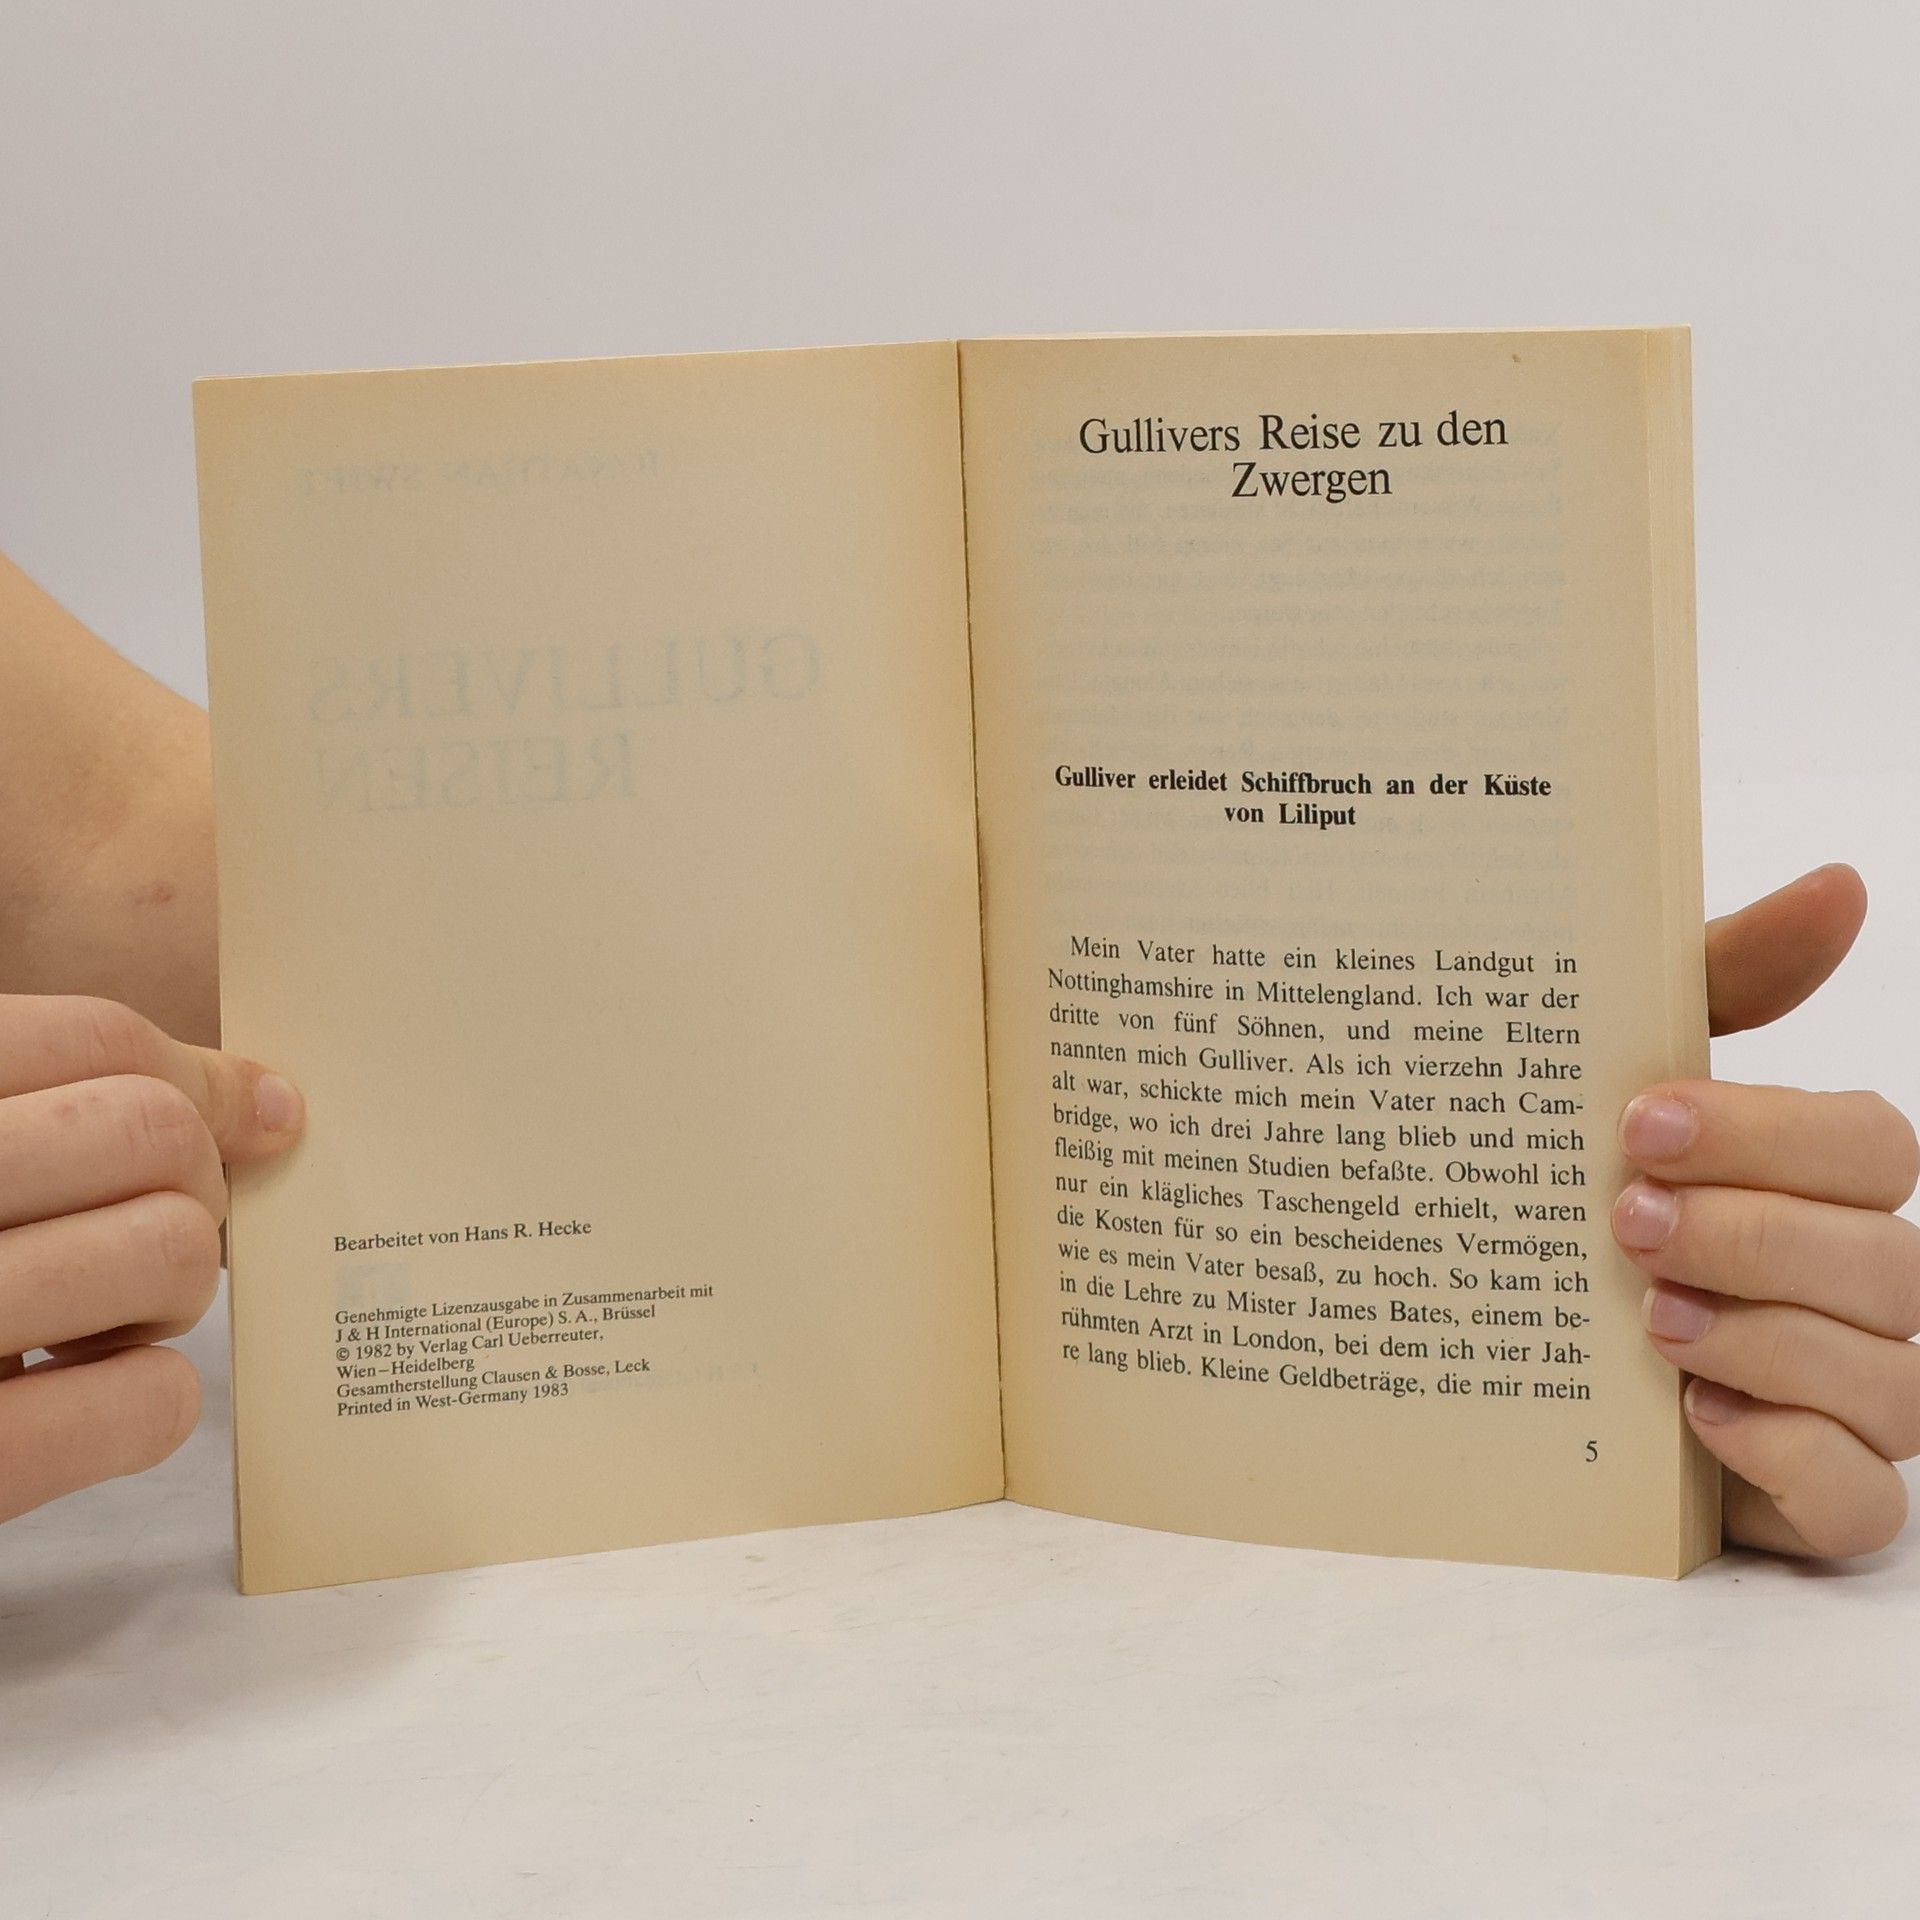 JONATHAN SWIFT
GULLIVERS
REISEN
Bearbeitet von Hans R. Hecke
Genehmigte Lizenzausgabe in Zusammenarbeit mit
J & H International (Europe) S. A., Brüssel
© 1982 by Verlag Carl Ueberreuter,
Wien–Heidelberg
Gesamtherstellung Clausen & Bosse, Leck
Printed in West-Germany 1983
Gullivers Reise zu den
Zwergen
Gulliver erleidet Schiffbruch an der Küste
von Liliput
Mein Vater hatte ein kleines Landgut in
Nottinghamshire in Mittelengland. Ich war der
dritte von fünf Söhnen, und meine Eltern
nannten mich Gulliver. Als ich vierzehn Jahre
alt war, schickte mich mein Vater nach Cam-
bridge, wo ich drei Jahre lang blieb und mich
fleißig mit meinen Studien befaßte. Obwohl ich
nur ein klägliches Taschengeld erhielt, waren
die Kosten für so ein bescheidenes Vermögen,
wie es mein Vater besaß, zu hoch. So kam ich
in die Lehre zu Mister James Bates, einem be-
rühmten Arzt in London, bei dem ich vier Jah-
re lang blieb. Kleine Geldbeträge, die mir mein
5